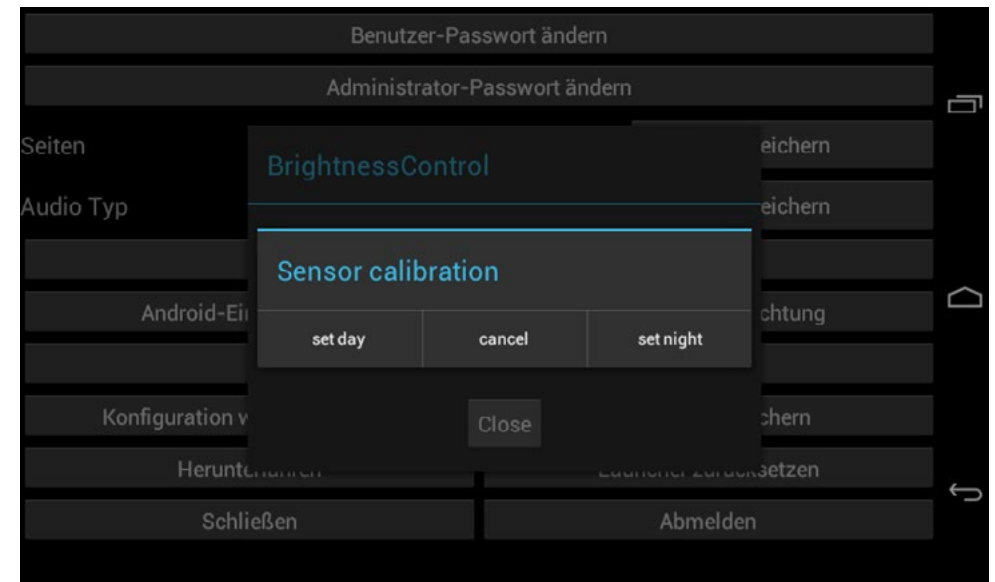 Benutzer-Passwort ändern
Administrator-Passwort ändern
Seiten
eichern
BrightnessControl
Audio Typ
eichern
Sensor calibration
Android-Ei
chtung
set day cancel set night
Konfiguration
chern
Close
setzen
Schließen Abmelden